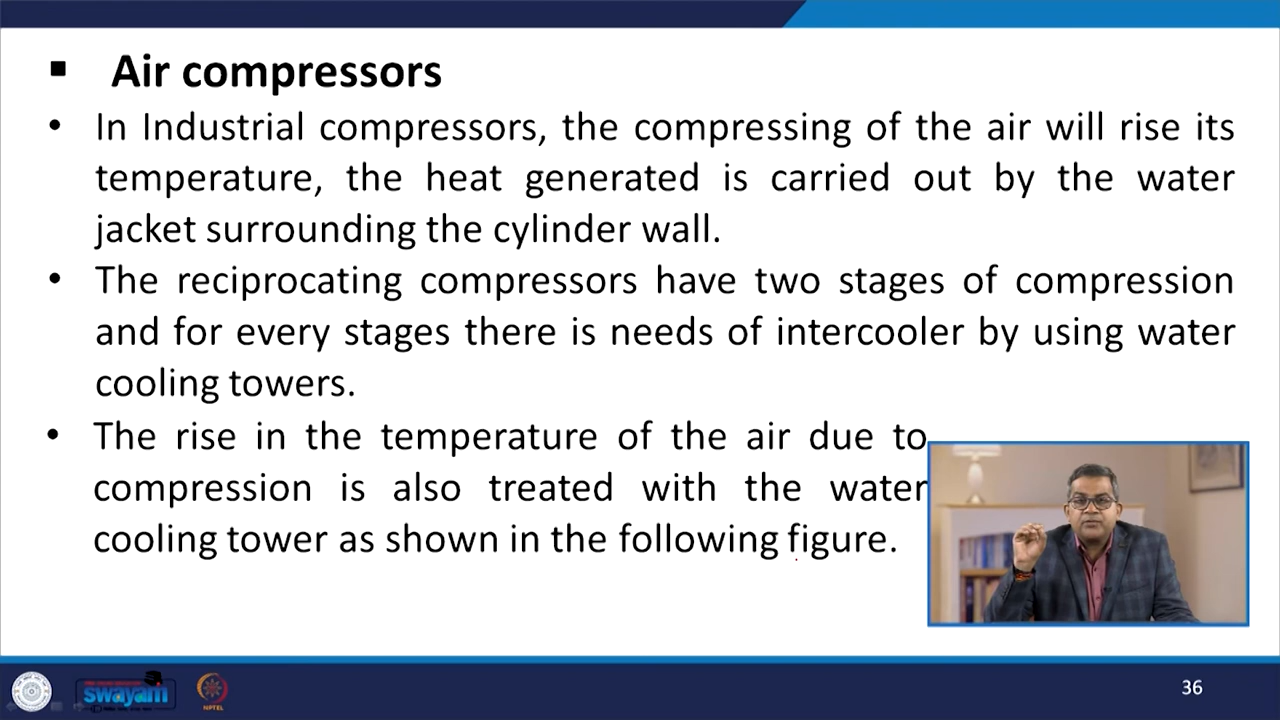 Air compressors
In Industrial compressors, the compressing of the air will rise its
temperature, the heat generated is carried out by the water
jacket surrounding the cylinder wall.
The reciprocating compressors have two stages of compression
and for every stages there is needs of intercooler by using water
cooling towers.
The rise in the temperature of the air due to
compression is also treated with the water
cooling tower as shown in the following figure.
swayam
NPTEL
36